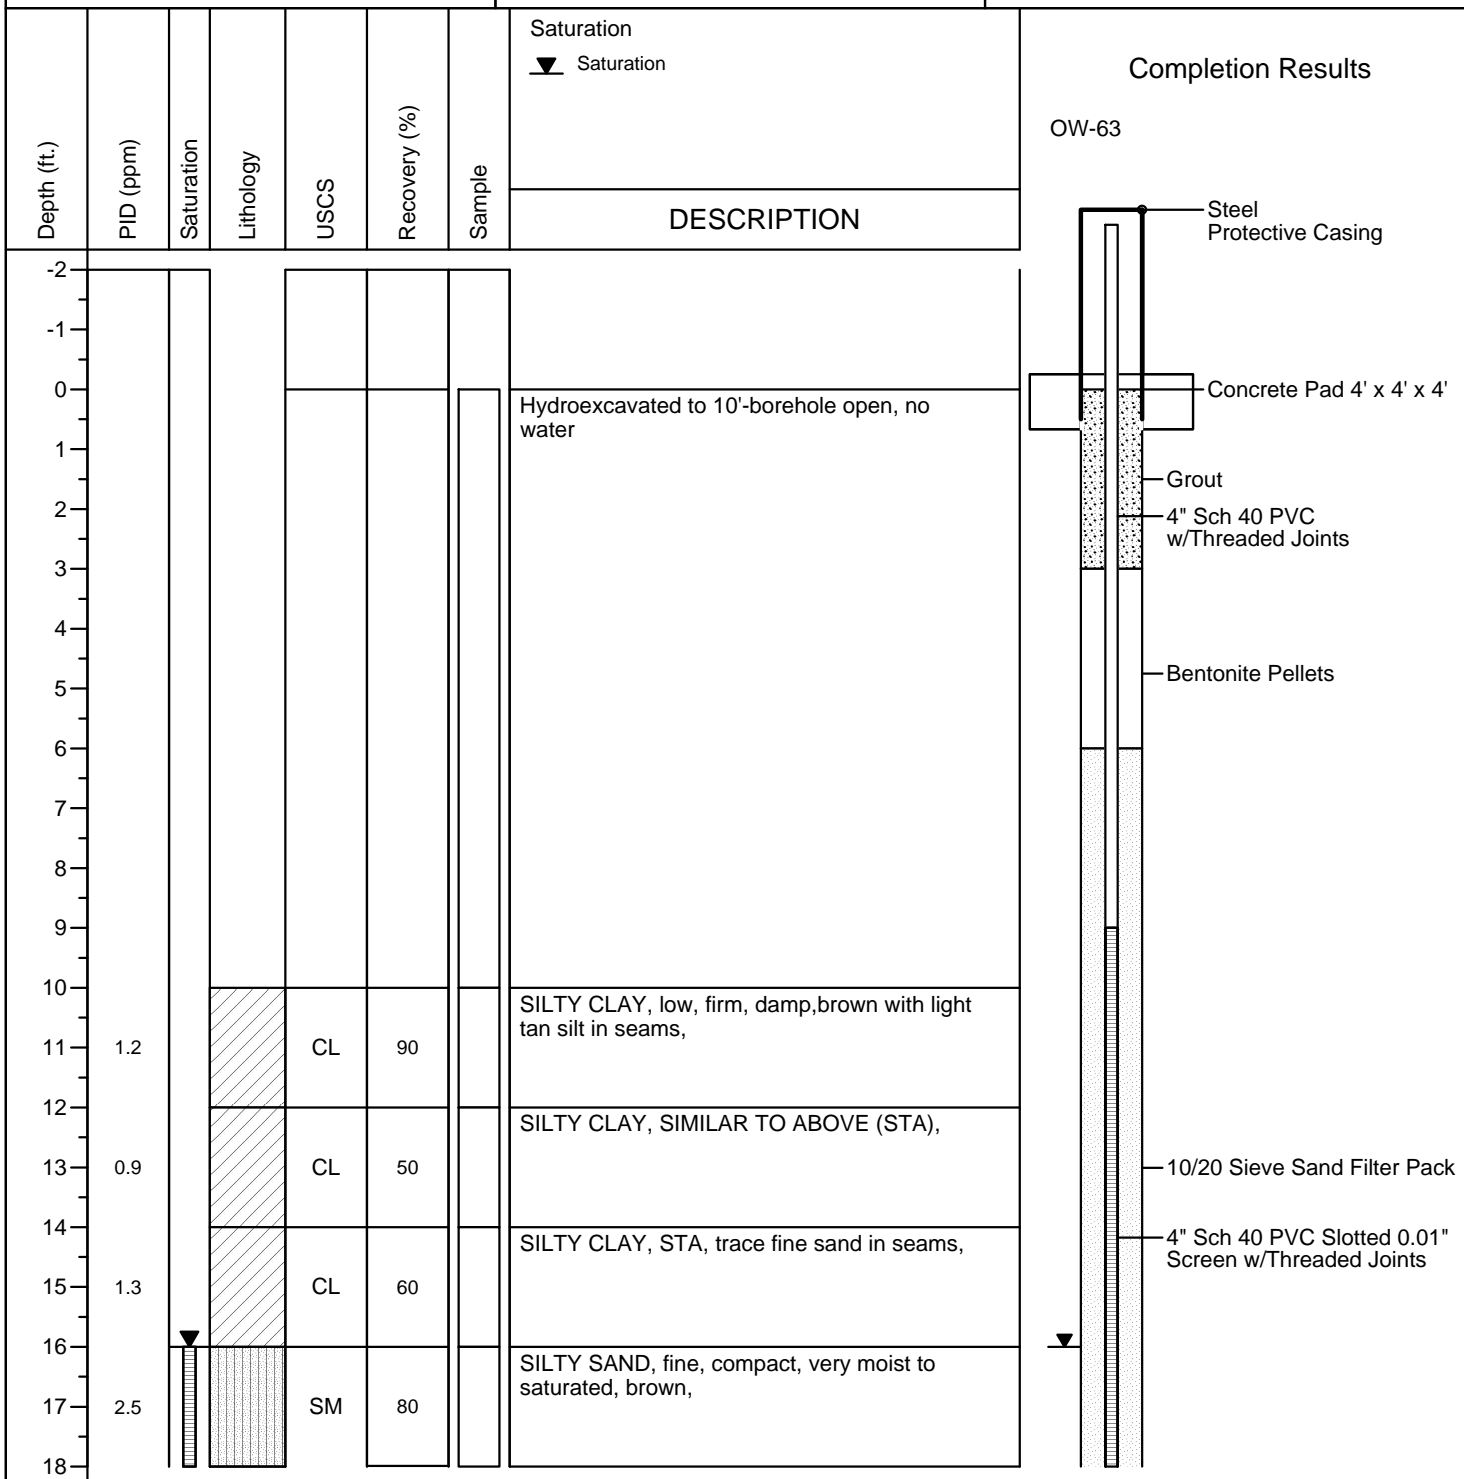 Saturation
Saturation
Completion Results
OW-63
Depth (ft.)
PID (ppm)
Saturation
Lithology
USCS
Recovery (%)
Sample
DESCRIPTION
Steel
Protective Casing
-2
-1
0
Hydroexcavated to 10'-borehole open, no
water
Concrete Pad 4' x 4' x 4'
1
Grout
2
4" Sch 40 PVC
w/Threaded Joints
3
4
5
Bentonite Pellets
6
7
8
9
10
SILTY CLAY, low, firm, damp,brown with light
tan silt in seams,
11 1.2 CL 90
12
SILTY CLAY, SIMILAR TO ABOVE (STA),
13 0.9 CL 50
10/20 Sieve Sand Filter Pack
14
SILTY CLAY, STA, trace fine sand in seams,
4" Sch 40 PVC Slotted 0.01"
Screen w/Threaded Joints
15 1.3 CL 60
16
SILTY SAND, fine, compact, very moist to
saturated, brown,
17 2.5 SM 80
18